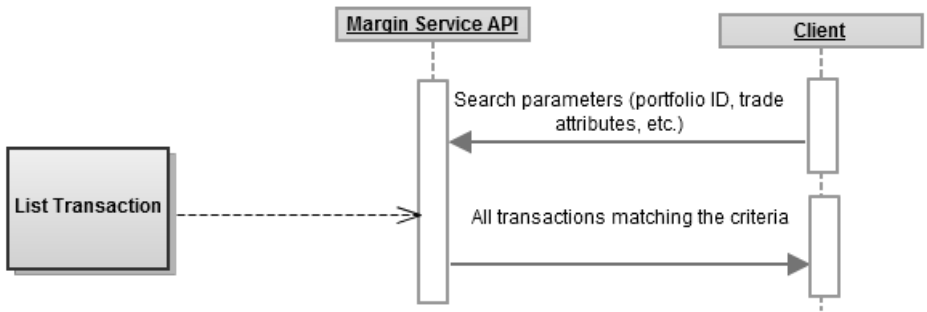 Margin Service API
Client
Search parameters (portfolio ID, trade
attributes, etc.)
List Transaction
All transactions matching the criteria